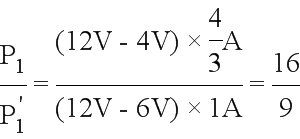 P₁/P₁' = (12V - 4V) × 4/3 A / (12V - 6V) × 1A = 16/9